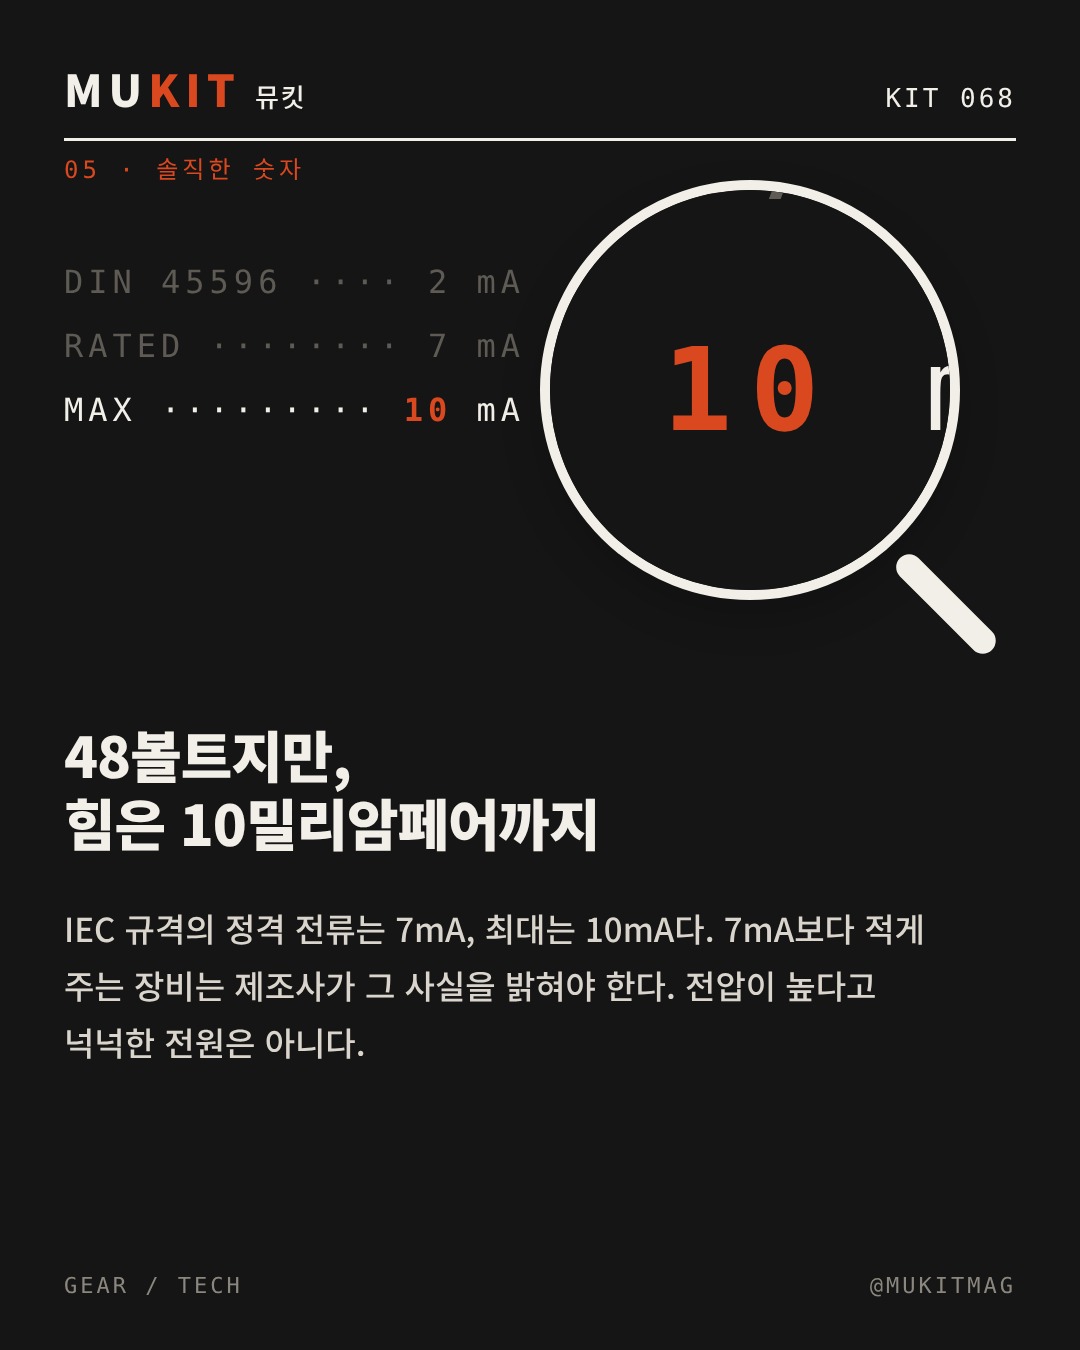 MUKIT 뮤킷
KIT 068
05 · 솔직한 숫자
DIN 45596 ···· 2 mA
RATED ········ 7 mA
MAX ········· 10 mA
10
48볼트지만,
힘은 10밀리암페어까지
IEC 규격의 정격 전류는 7mA, 최대는 10mA다. 7mA보다 적게
주는 장비는 제조사가 그 사실을 밝혀야 한다. 전압이 높다고
넉넉한 전원은 아니다.
GEAR / TECH
@MUKITMAG